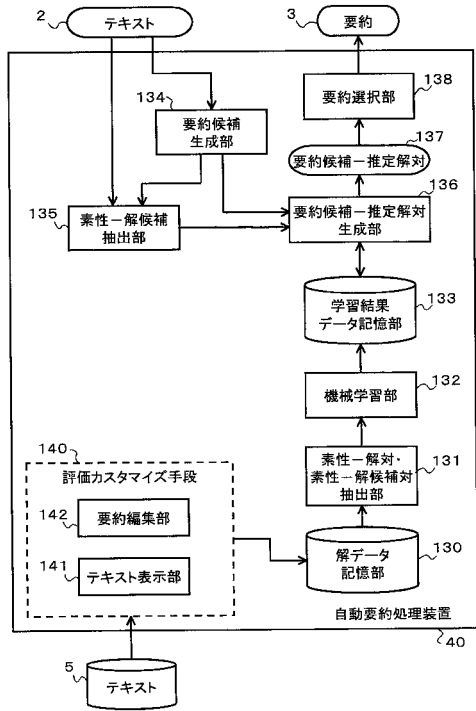 2
テキスト
3
要約
134
要約候補
生成部
138
要約選択部
137
要約候補－推定解対
135
素性－解候補
抽出部
136
要約候補－推定解対
生成部
133
学習結果
データ記憶部
132
機械学習部
131
素性－解対・
素性－解候補対
抽出部
140
評価カスタマイズ手段
142
要約編集部
141
テキスト表示部
130
解データ
記憶部
自動要約処理装置
40
5
テキスト